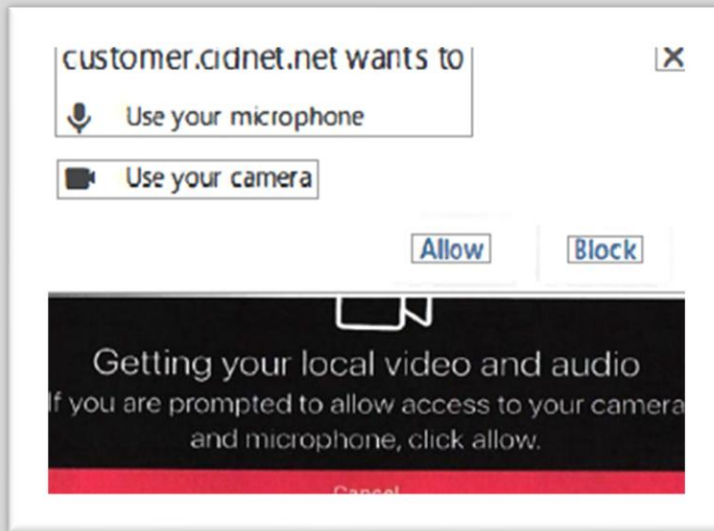 customer.cidnet.net wants to
Use your microphone
Use your camera
Allow
Block
Getting your local video and audio
If you are prompted to allow access to your camera
and microphone, click allow.
Cancel